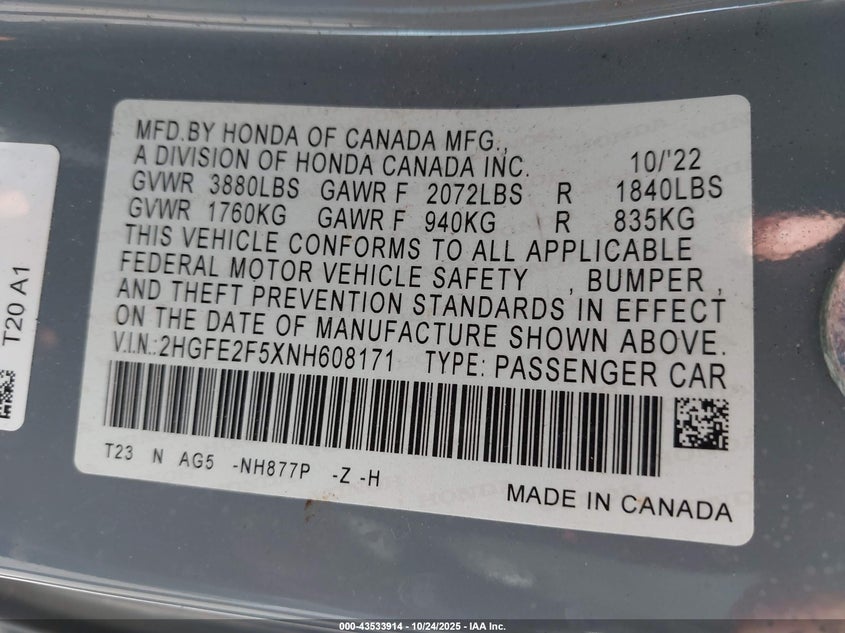 MFD.BY HONDA OF CANADA MFG.,
A DIVISION OF HONDA CANADA INC. 10/'22
GVWR 3880LBS GAWR F 2072LBS R 1840LBS
GVWR 1760KG GAWR F 940KG R 835KG
THIS VEHICLE CONFORMS TO ALL APPLICABLE
FEDERAL MOTOR VEHICLE SAFETY , BUMPER ,
AND THEFT PREVENTION STANDARDS IN EFFECT
ON THE DATE OF MANUFACTURE SHOWN ABOVE.
V.I.N.:2HGFE2F5XNH608171 TYPE: PASSENGER CAR
T23 N AG5 -NH877P -Z -H
MADE IN CANADA
T20 A1
000-43533914 - 10/24/2025 - IAA Inc.